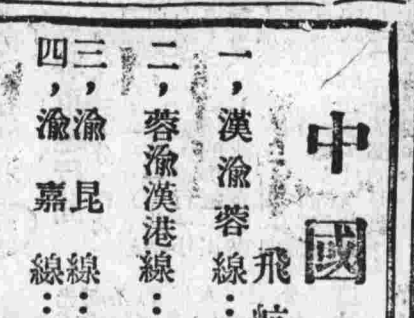 中國
飛航
一，漢渝蓉線…
二，蓉渝漢港線…
三，渝昆線…
四，渝嘉線…